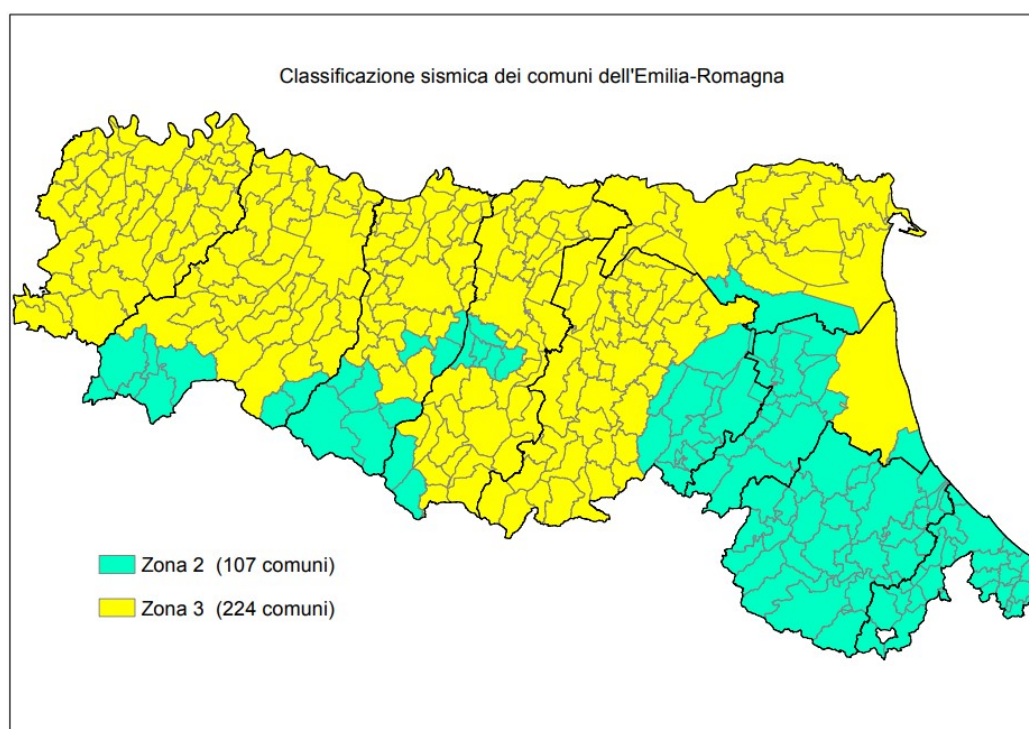 Classificazione sismica dei comuni dell'Emilia-Romagna
Zona 2 (107 comuni)
Zona 3 (224 comuni)